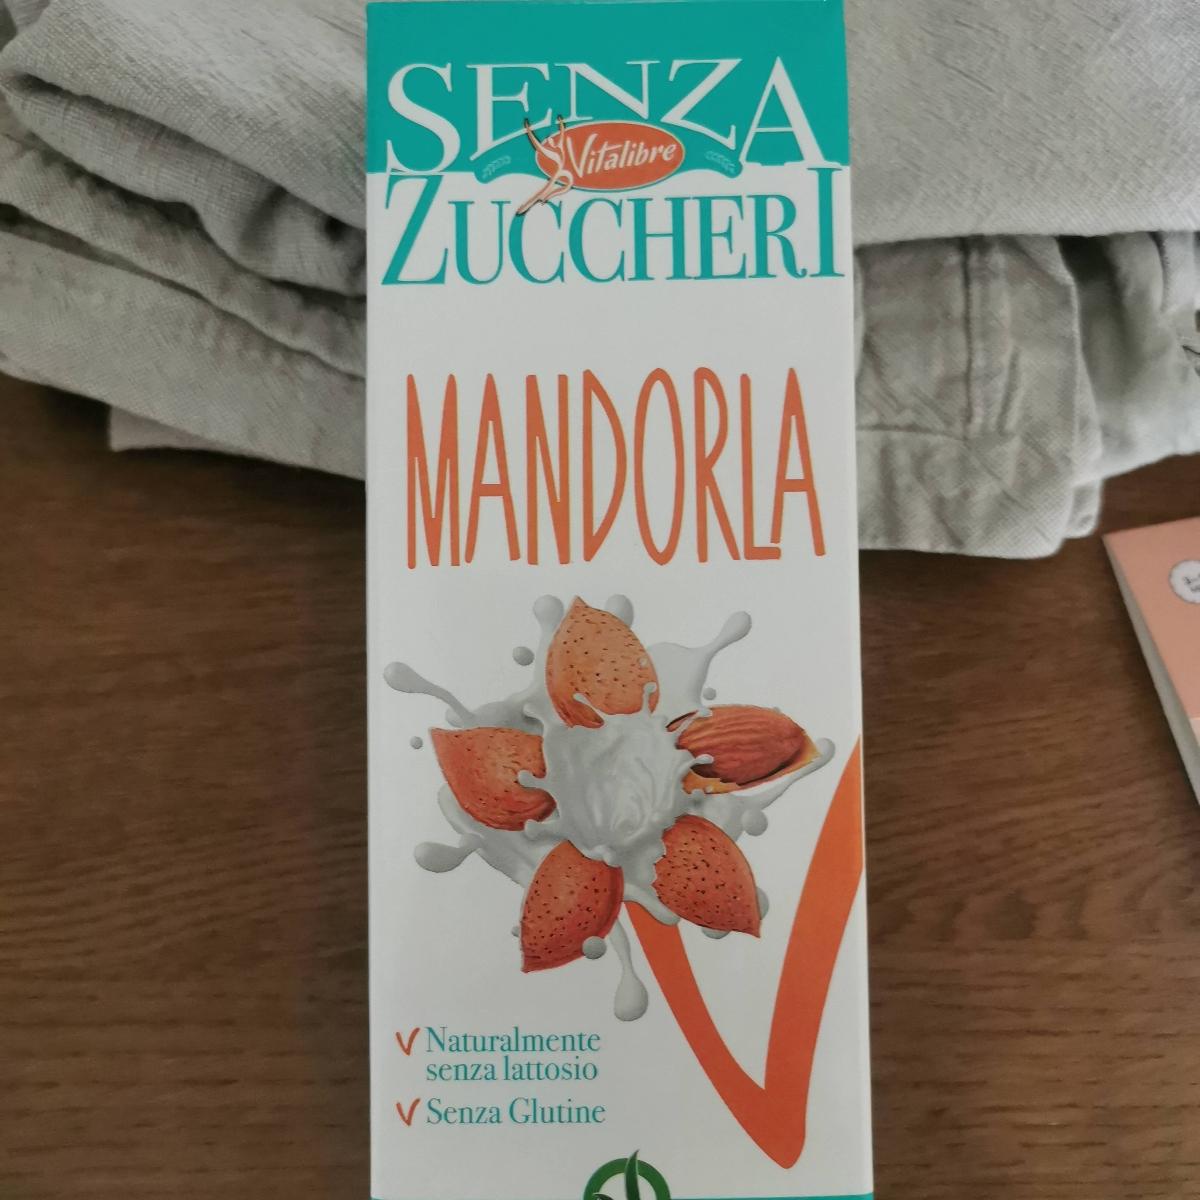 SENZA
Vitalibre
ZUCCHERI
MANDORLA
Naturalmente
senza lattosio
Senza Glutine